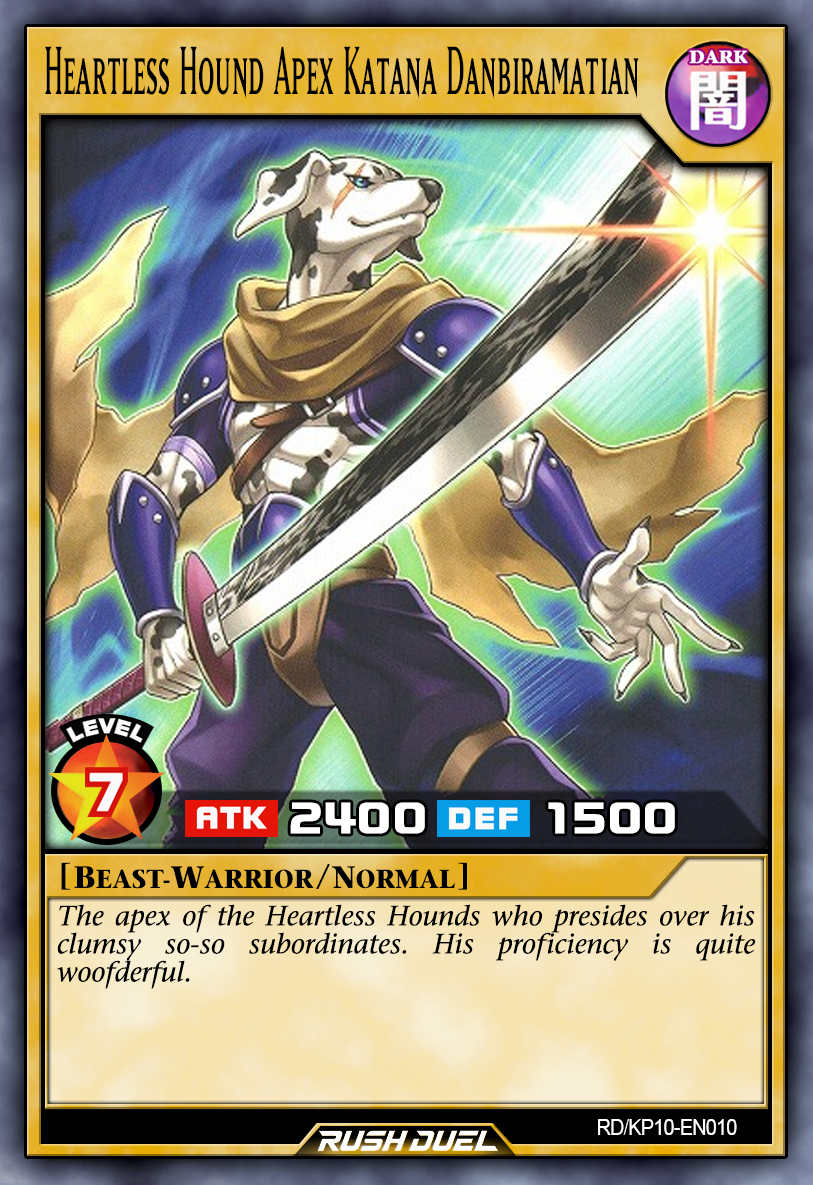 HEARTLESS HOUND APEX KATANA DANBIRAMATIAN
DARK
闇
LEVEL
7
ATK 2400 DEF 1500
[BEAST-WARRIOR/NORMAL]
The apex of the Heartless Hounds who presides over his
clumsy so-so subordinates. His proficiency is quite
woofderful.
RD/KP10-EN010
RUSH DUEL